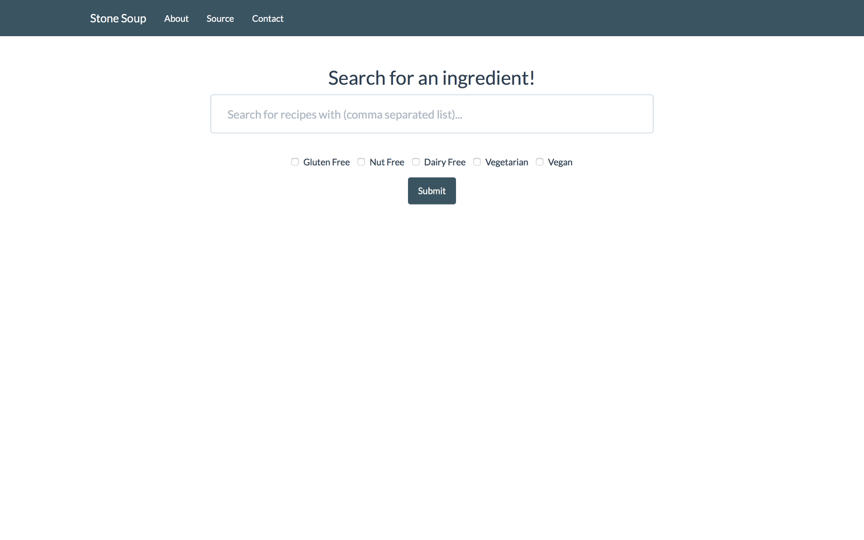 Stone Soup About Source Contact
Search for an ingredient!
Search for recipes with (comma separated list)...
Gluten Free Nut Free Dairy Free Vegetarian Vegan
Submit